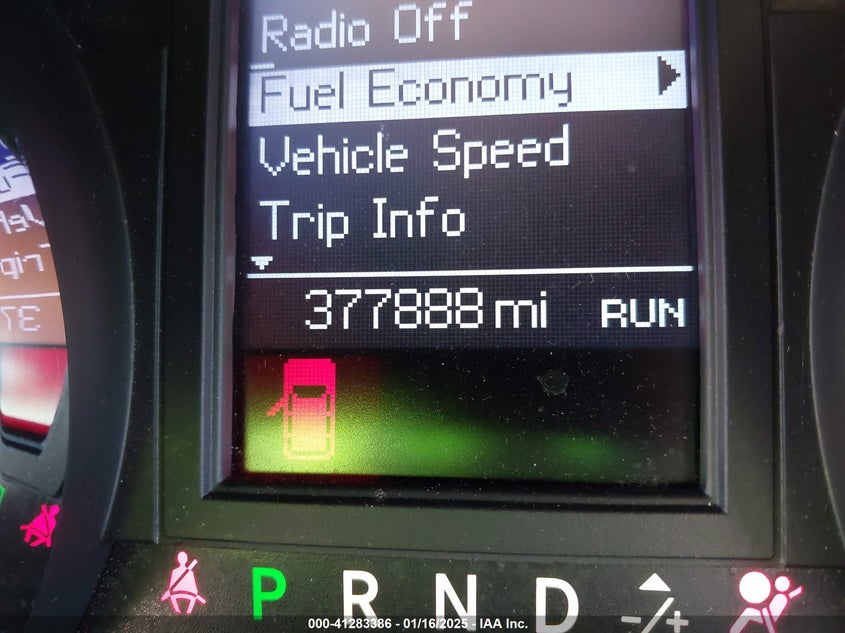 Radio Off
Fuel Economy
Vehicle Speed
Trip Info
377888 mi RUN
P R N D -/+
000-41283386 - 01/16/2025 - IAA Inc.